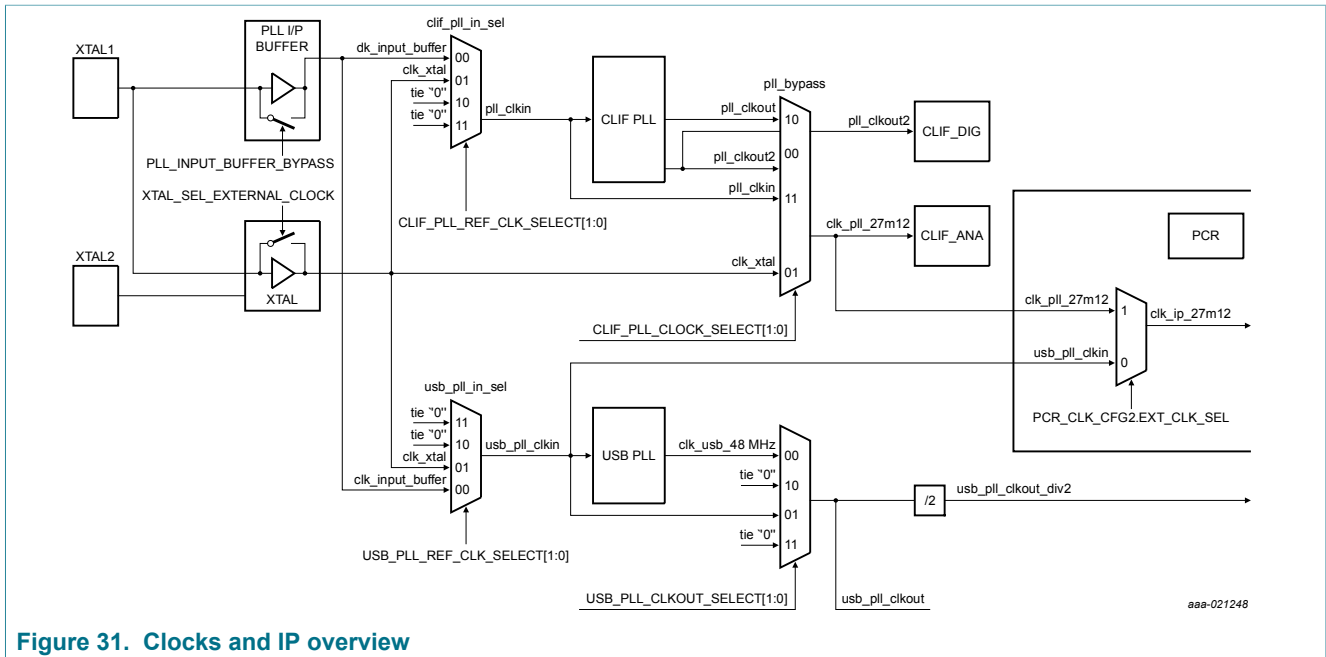 XTAL1
PLL I/P
BUFFER
PLL_INPUT_BUFFER_BYPASS
XTAL_SEL_EXTERNAL_CLOCK
XTAL2
XTAL
clif_pll_in_sel
dk_input_buffer
00
clk_xtal
01
tie `'0''
10
tie `'0''
11
pll_clkin
CLIF_PLL_REF_CLK_SELECT[1:0]
CLIF PLL
pll_bypass
pll_clkout
10
00
pll_clkout2
pll_clkin
11
clk_xtal
01
CLIF_PLL_CLOCK_SELECT[1:0]
pll_clkout2
CLIF_DIG
clk_pll_27m12
CLIF_ANA
PCR
clk_pll_27m12
1
clk_ip_27m12
usb_pll_clkin
0
PCR_CLK_CFG2.EXT_CLK_SEL
usb_pll_in_sel
tie `'0''
11
tie `'0''
10
clk_xtal
01
clk_input_buffer
00
usb_pll_clkin
USB_PLL_REF_CLK_SELECT[1:0]
USB PLL
clk_usb_48 MHz
00
tie `'0''
10
01
tie `'0''
11
USB_PLL_CLKOUT_SELECT[1:0]
/2
usb_pll_clkout_div2
usb_pll_clkout
aaa-021248
Figure 31. Clocks and IP overview